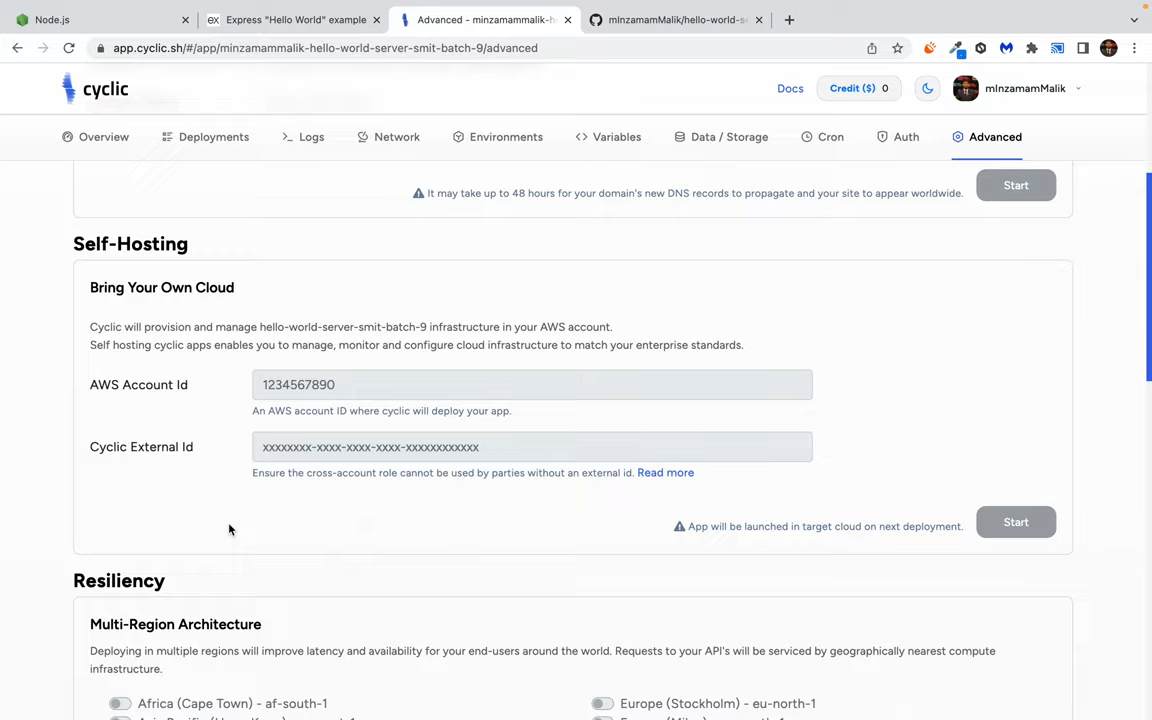 Node.js
ex Express "Hello World" example
Advanced - minzamammalik-h
mInzamamMalik/hello-world-s
app.cyclic.sh/#/app/minzamammalik-hello-world-server-smit-batch-9/advanced
cyclic
Docs
Credit ($) 0
mInzamamMalik
Overview
Deployments
Logs
Network
Environments
Variables
Data / Storage
Cron
Auth
Advanced
It may take up to 48 hours for your domain's new DNS records to propagate and your site to appear worldwide.
Start
Self-Hosting
Bring Your Own Cloud
Cyclic will provision and manage hello-world-server-smit-batch-9 infrastructure in your AWS account.
Self hosting cyclic apps enables you to manage, monitor and configure cloud infrastructure to match your enterprise standards.
AWS Account Id
1234567890
An AWS account ID where cyclic will deploy your app.
Cyclic External Id
xxxxxxxx-xxxx-xxxx-xxxx-xxxxxxxxxxxx
Ensure the cross-account role cannot be used by parties without an external id. Read more
App will be launched in target cloud on next deployment.
Start
Resiliency
Multi-Region Architecture
Deploying in multiple regions will improve latency and availability for your end-users around the world. Requests to your API's will be serviced by geographically nearest compute
infrastructure.
Africa (Cape Town) - af-south-1
Europe (Stockholm) - eu-north-1